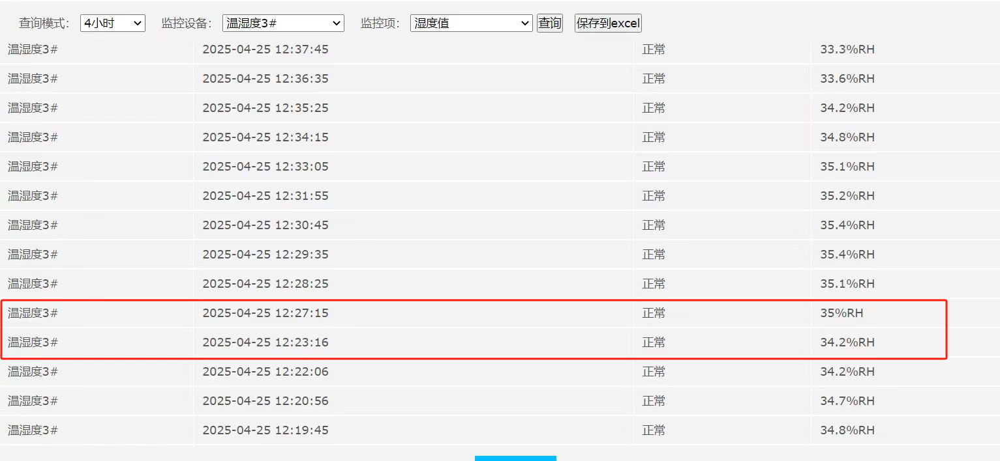 查询模式： 4小时 监控设备： 温湿度3# 监控项： 湿度值 查询 保存到excel
温湿度3# 2025-04-25 12:37:45 正常 33.3%RH
温湿度3# 2025-04-25 12:36:35 正常 33.6%RH
温湿度3# 2025-04-25 12:35:25 正常 34.2%RH
温湿度3# 2025-04-25 12:34:15 正常 34.8%RH
温湿度3# 2025-04-25 12:33:05 正常 35.1%RH
温湿度3# 2025-04-25 12:31:55 正常 35.2%RH
温湿度3# 2025-04-25 12:30:45 正常 35.4%RH
温湿度3# 2025-04-25 12:29:35 正常 35.4%RH
温湿度3# 2025-04-25 12:28:25 正常 35.1%RH
温湿度3# 2025-04-25 12:27:15 正常 35%RH
温湿度3# 2025-04-25 12:23:16 正常 34.2%RH
温湿度3# 2025-04-25 12:22:06 正常 34.2%RH
温湿度3# 2025-04-25 12:20:56 正常 34.7%RH
温湿度3# 2025-04-25 12:19:45 正常 34.8%RH